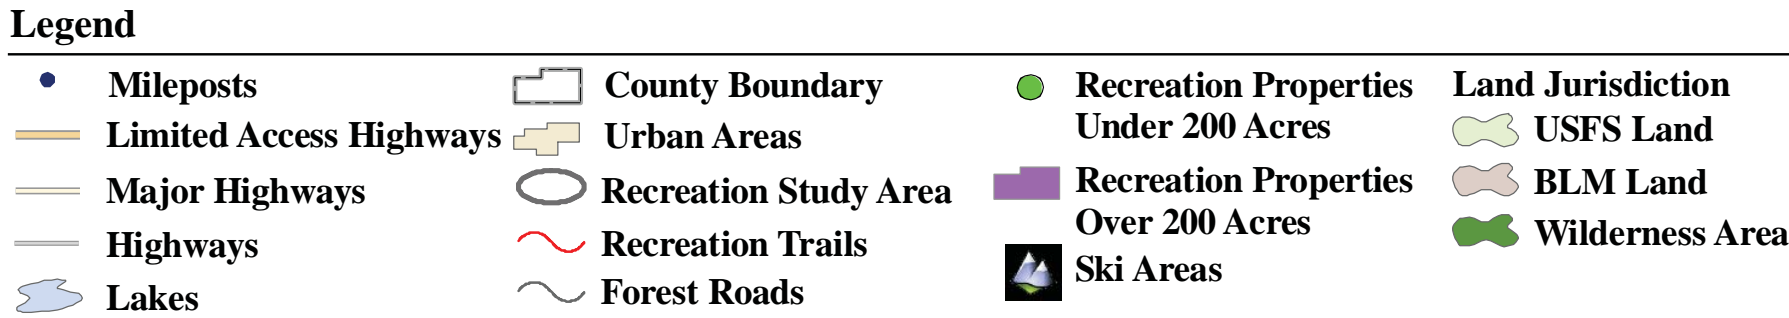 Legend
Mileposts
Limited Access Highways
Major Highways
Highways
Lakes
County Boundary
Urban Areas
Recreation Study Area
Recreation Trails
Forest Roads
Recreation Properties
Under 200 Acres
Recreation Properties
Over 200 Acres
Ski Areas
Land Jurisdiction
USFS Land
BLM Land
Wilderness Area